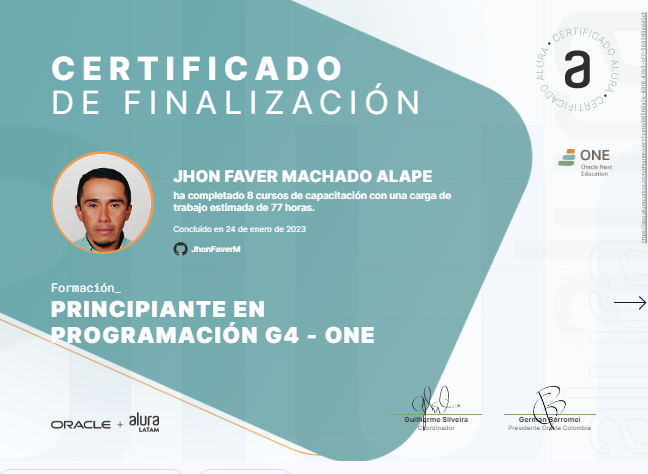 CERTIFICADO
DE FINALIZACIÓN
CERTIFICADO ALURA • CERTIFICADO ALURA •
a
ONE
Oracle Next
Education
JHON FAVER MACHADO ALAPE
ha completado 8 cursos de capacitación con una carga de
trabajo estimada de 77 horas.
Concluido en 24 de enero de 2023
JhonFaverM
Formación_
PRINCIPIANTE EN
PROGRAMACIÓN G4 - ONE
ORACLE + alura
LATAM
Guilherme Silveira
Coordinador
German Borromei
Presidente Oracle Colombia